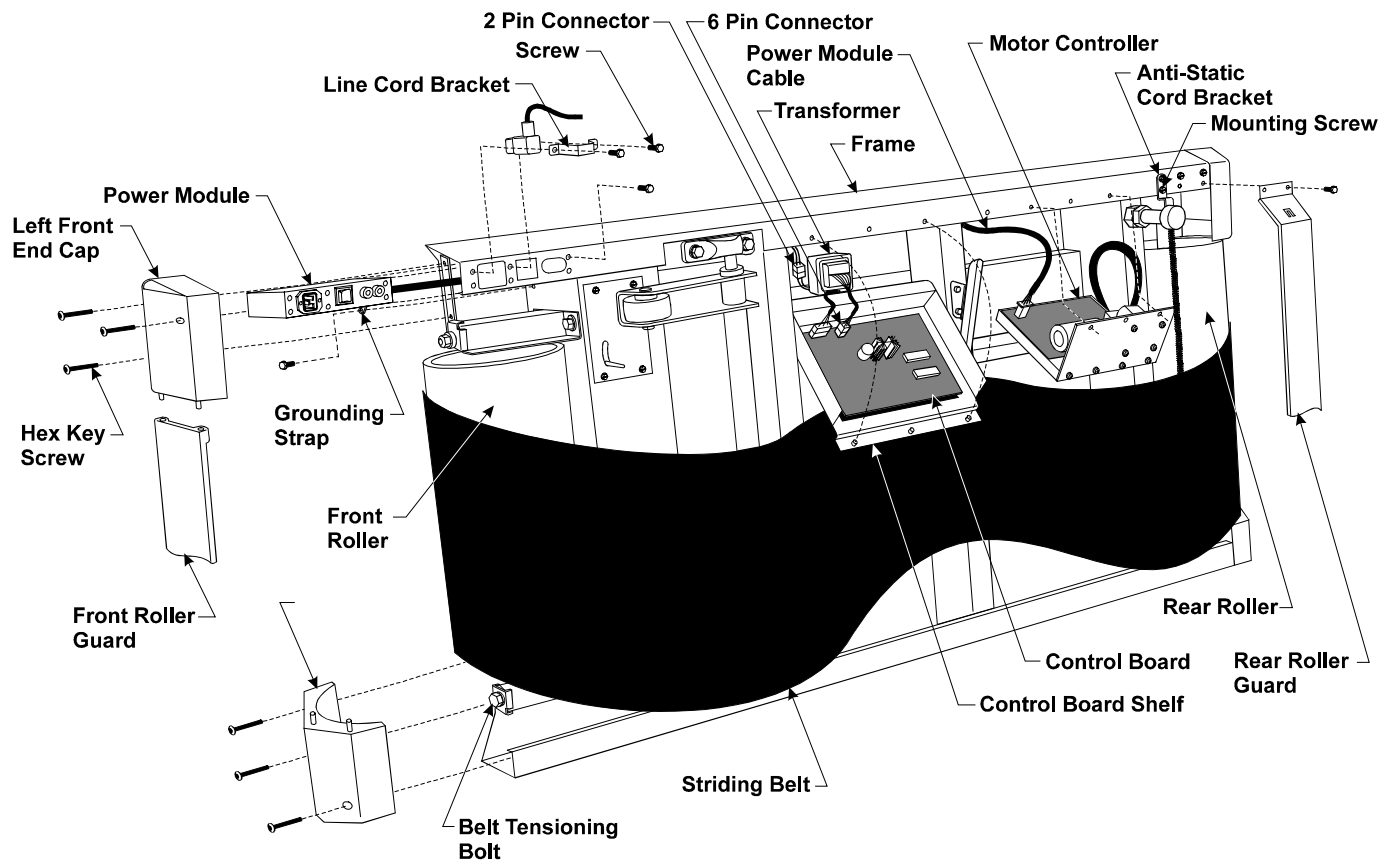 2 Pin Connector
6 Pin Connector
Screw
Power Module
Cable
Motor Controller
Line Cord Bracket
Anti-Static
Cord Bracket
Transformer
Mounting Screw
Frame
Power Module
Left Front
End Cap
Grounding
Strap
Hex Key
Screw
Front
Roller
Front Roller
Guard
Rear Roller
Control Board
Rear Roller
Guard
Control Board Shelf
Striding Belt
Belt Tensioning
Bolt